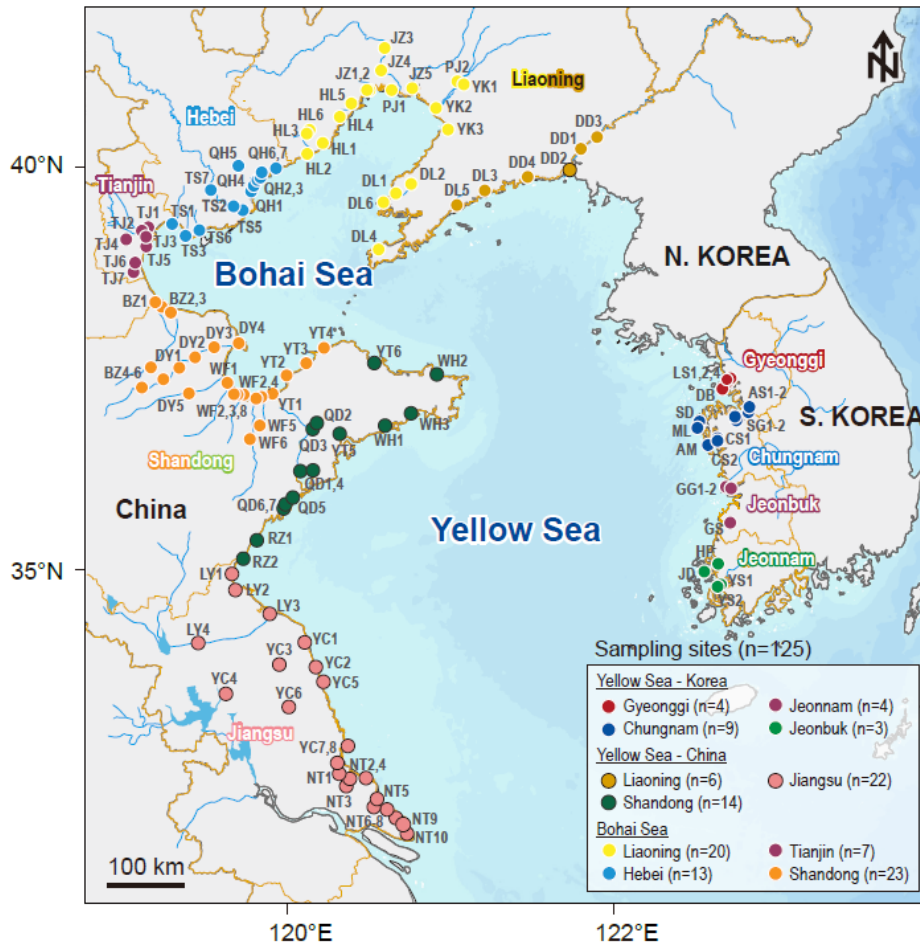 N
JZ3
JZ4
JZ1,2
JZ5
PJ2
Liaoning
YK1
HL5
PJ1
YK2
Hebei
HL6
HL3
HL4
YK3
DD3
DD1
HL1
40°N
QH5
QH6,7
HL2
DD2
DD4
TS7
QH4
DL1
DL2
DL3
Tianjin
QH2,3
DL5
TJ1
TS1
TS2
QH1
DL6
TJ2
TS5
TJ4
TJ3
TS6
TJ5
TS3
DL4
N. KOREA
TJ6
Bohai Sea
TJ7
BZ1
BZ2,3
DY3
DY4
YT4
DY2
YT3
DY1
YT2
YT6
WH2
Gyeonggi
LS1,2,4
BZ4-6
WF1
WF2,4
DB
AS1-2
DY5
WF2,3,8
YT1
SD
S. KOREA
QD2
WH3
ML
SG1-2
WF5
QD3
WH1
AM
CS1
WF6
YT5
Shandong
CS2
Chungnam
QD1,4
GG1-2
China
Jeonbuk
QD6,7
QD5
Yellow Sea
GS
RZ1
HP
Jeonnam
35°N
RZ2
JD
LY1
YS1
LY2
YS2
LY3
LY4
YC1
YC3
YC2
Sampling sites (n=125)
YC4
YC5
YC6
Yellow Sea - Korea
Gyeonggi (n=4)
Jeonnam (n=4)
Chungnam (n=9)
Jeonbuk (n=3)
Jiangsu
Yellow Sea - China
YC7,8
Liaoning (n=6)
Jiangsu (n=22)
NT2,4
NT1
Shandong (n=14)
NT3
NT5
NT6-8
NT9
Bohai Sea
NT10
Liaoning (n=20)
Tianjin (n=7)
100 km
Hebei (n=13)
Shandong (n=23)
120°E
122°E